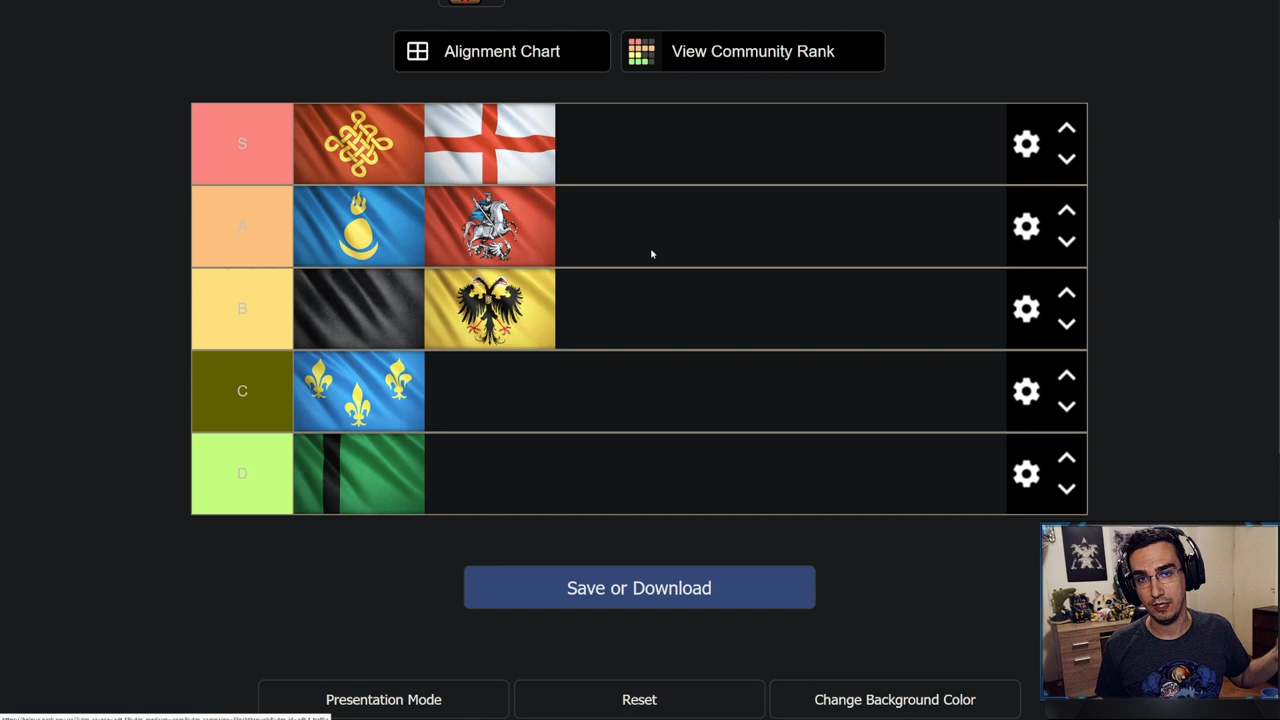 Alignment Chart
View Community Rank
S
A
B
C
D
Save or Download
Presentation Mode
Reset
Change Background Color